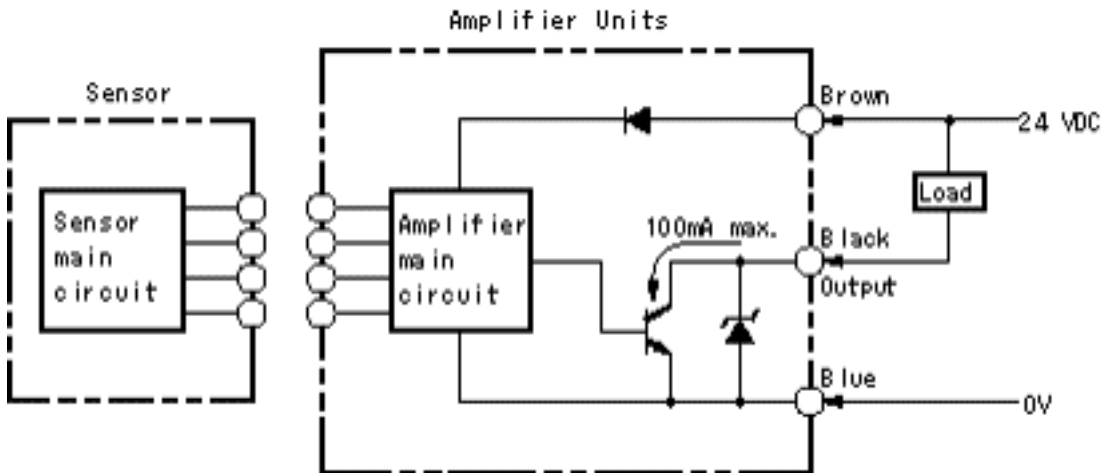 Amplifier Units
Sensor
Brown
24 VDC
Load
Sensor
main
circuit
Amplifier
main
circuit
100mA max.
Black
Output
Blue
0V